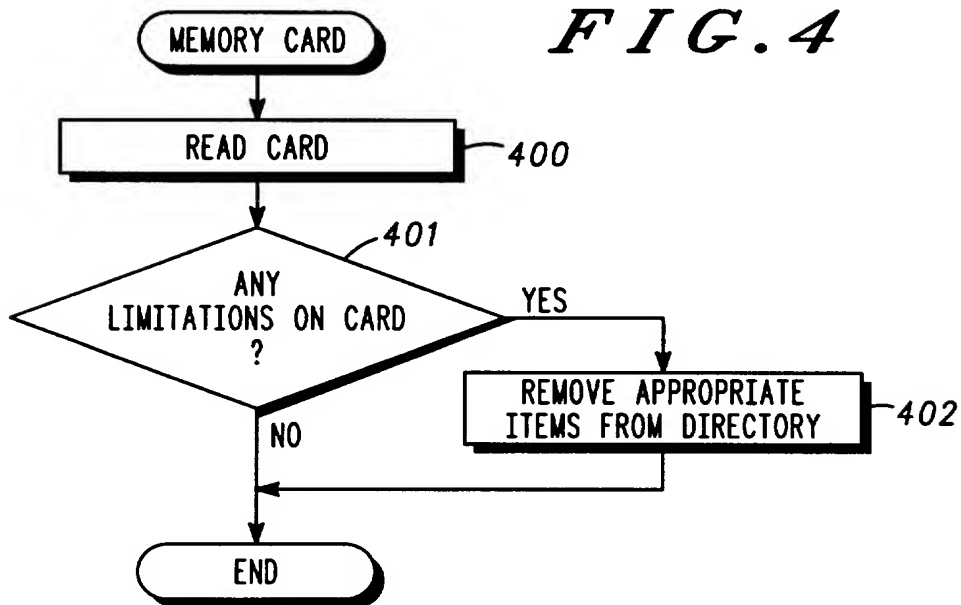 FIG.4
MEMORY CARD
READ CARD
400
401
ANY
LIMITATIONS ON CARD
?
YES
REMOVE APPROPRIATE
ITEMS FROM DIRECTORY
402
NO
END